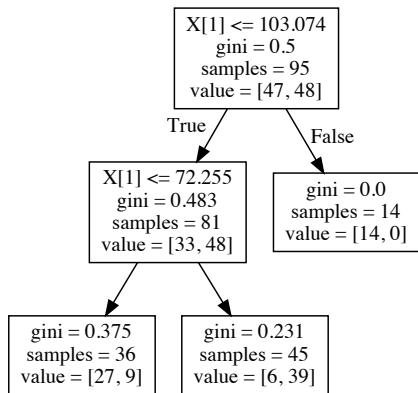 X[1] <= 103.074
gini = 0.5
samples = 95
value = [47, 48]
True
False
X[1] <= 72.255
gini = 0.483
samples = 81
value = [33, 48]
gini = 0.0
samples = 14
value = [14, 0]
gini = 0.375
samples = 36
value = [27, 9]
gini = 0.231
samples = 45
value = [6, 39]